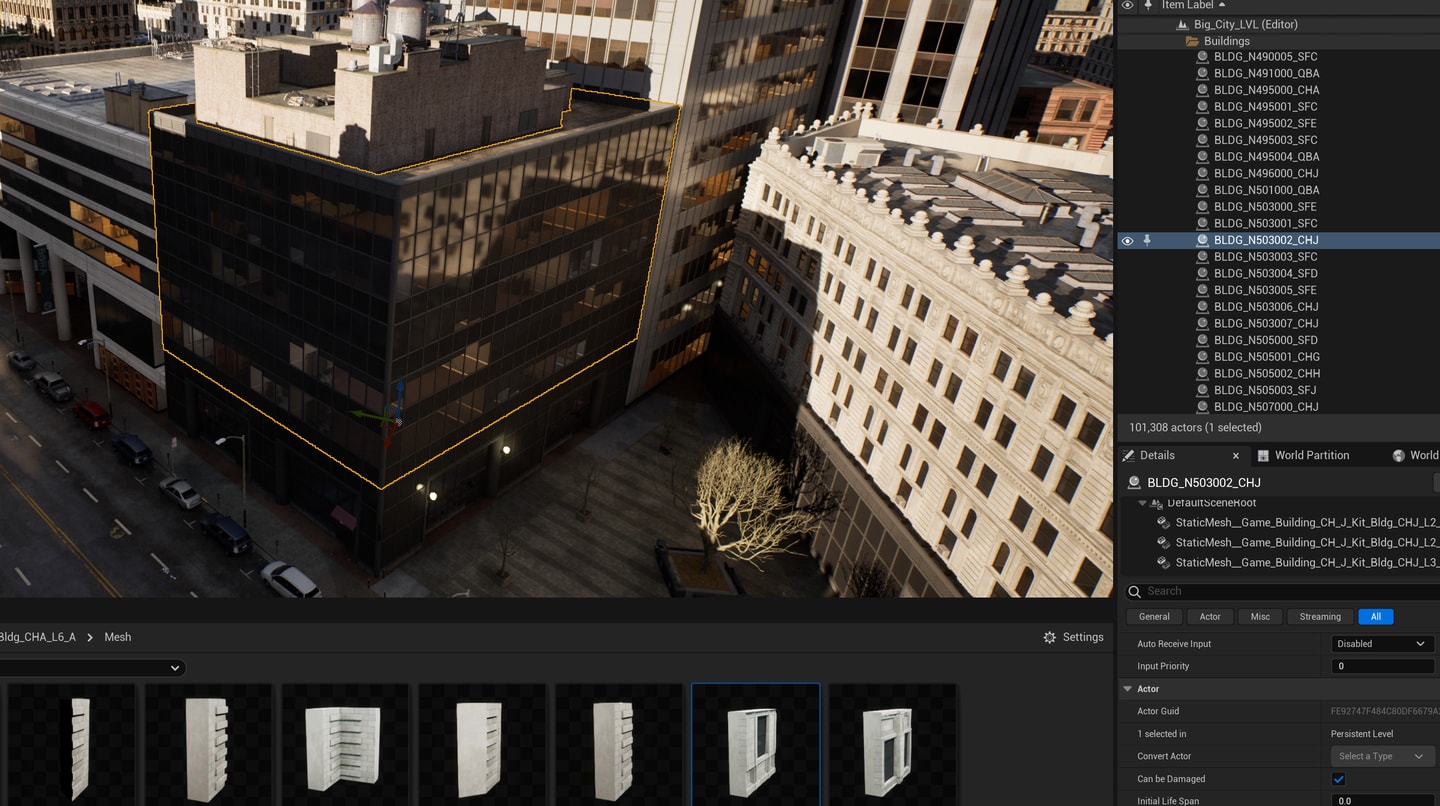 Item Label
Big_City_LVL (Editor)
Buildings
BLDG_N490005_SFC
BLDG_N491000_QBA
BLDG_N495000_CHA
BLDG_N495001_SFC
BLDG_N495002_SFE
BLDG_N495003_SFC
BLDG_N495004_QBA
BLDG_N496000_CHJ
BLDG_N501000_QBA
BLDG_N503000_SFE
BLDG_N503001_SFC
BLDG_N503002_CHJ
BLDG_N503003_SFC
BLDG_N503004_SFD
BLDG_N503005_SFE
BLDG_N503006_CHJ
BLDG_N503007_CHJ
BLDG_N505000_SFD
BLDG_N505001_CHG
BLDG_N505002_CHH
BLDG_N505003_SFJ
BLDG_N507000_CHJ
101,308 actors (1 selected)
Details × World Partition World
BLDG_N503002_CHJ
DefaultSceneRoot
StaticMesh__Game_Building_CH_J_Kit_Bldg_CHJ_L2_
StaticMesh__Game_Building_CH_J_Kit_Bldg_CHJ_L2_
StaticMesh__Game_Building_CH_J_Kit_Bldg_CHJ_L3_
Search
General Actor Misc Streaming All
Auto Receive Input Disabled
Input Priority 0
Actor
Actor Guid FE92747F484C80DF6679A
1 selected in Persistent Level
Convert Actor Select a Type
Can be Damaged
Initial Life Span 0.0
Bldg_CHA_L6_A > Mesh
Settings